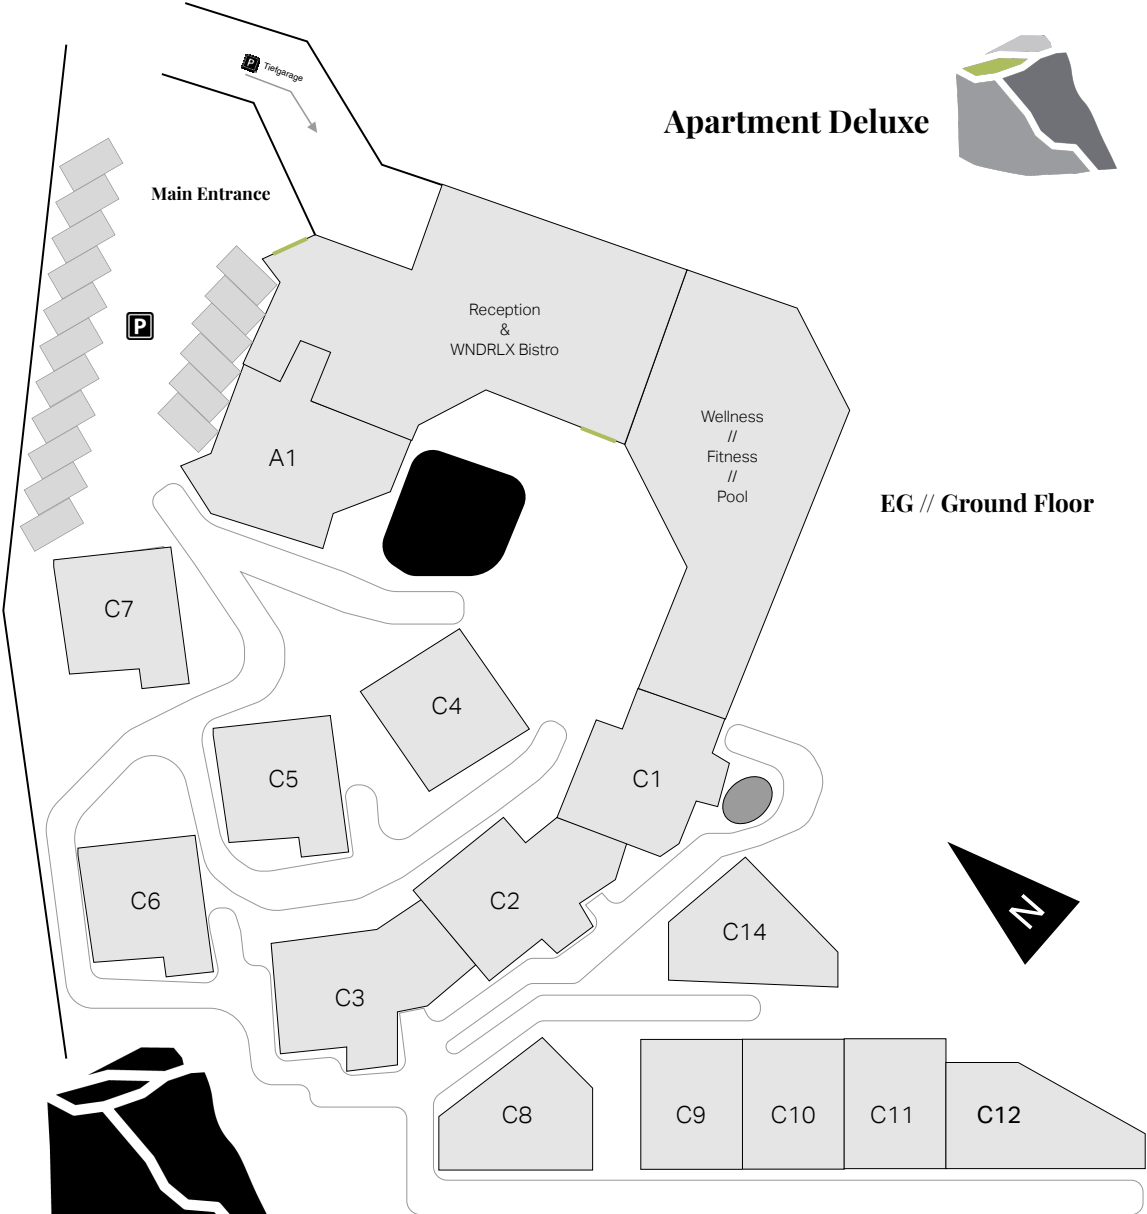 P Tiefgarage
Apartment Deluxe
Main Entrance
P
Reception
&
WNDRLX Bistro
Wellness
//
Fitness
//
Pool
A1
EG // Ground Floor
C7
C4
C5
C1
C6
C2
C14
N
C3
C8
C9
C10
C11
C12